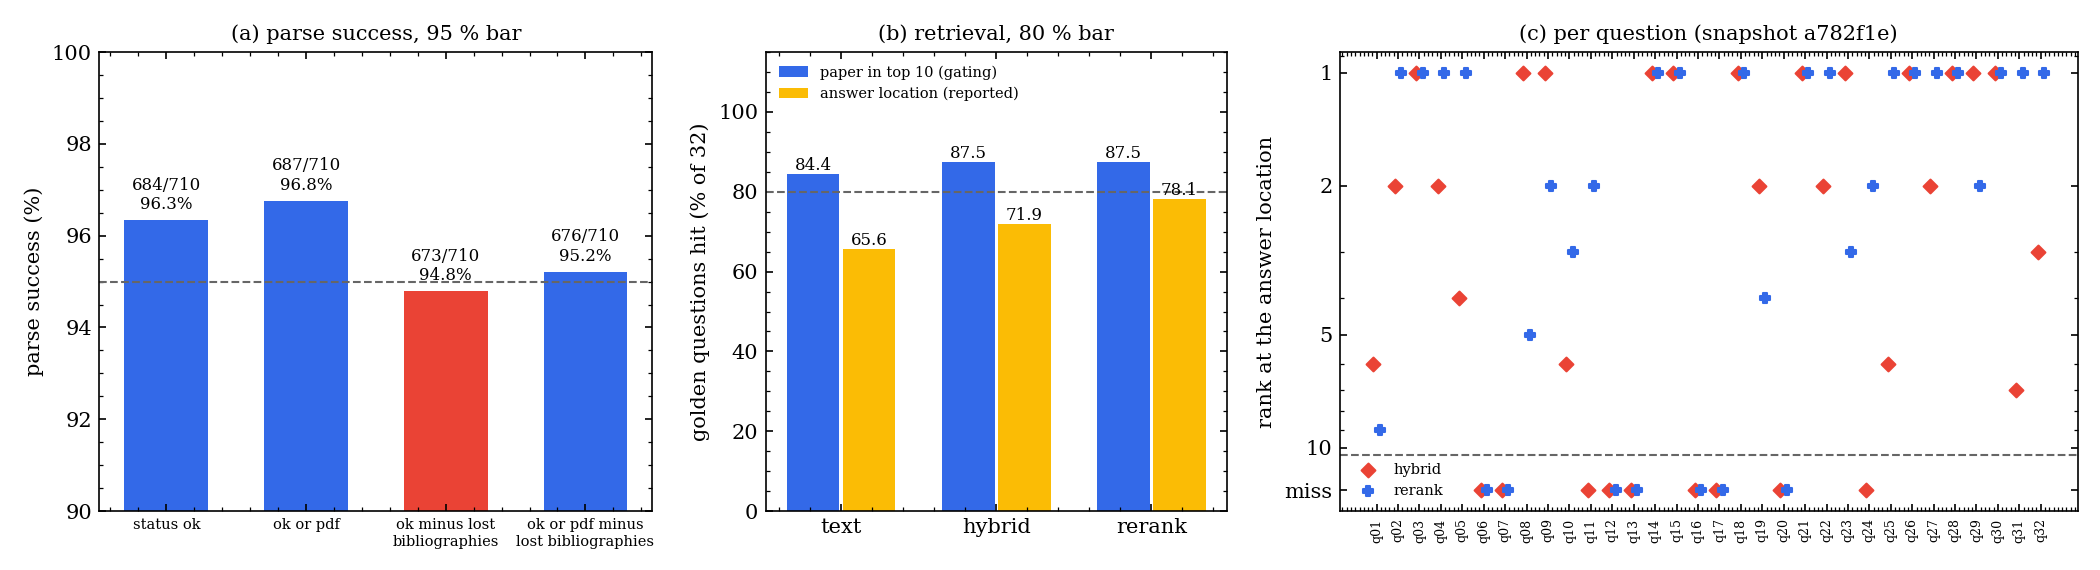 (a) parse success, 95 % bar
parse success (%)
100
98
96
94
92
90
684/710
96.3%
687/710
96.8%
673/710
94.8%
676/710
95.2%
status ok
ok or pdf
ok minus lost
bibliographies
ok or pdf minus
lost bibliographies
(b) retrieval, 80 % bar
golden questions hit (% of 32)
paper in top 10 (gating)
answer location (reported)
100
80
60
40
20
0
84.4
65.6
87.5
71.9
87.5
78.1
text
hybrid
rerank
(c) per question (snapshot a782f1e)
rank at the answer location
1
2
5
10
miss
hybrid
rerank
q01
q02
q03
q04
q05
q06
q07
q08
q09
q10
q11
q12
q13
q14
q15
q16
q17
q18
q19
q20
q21
q22
q23
q24
q25
q26
q27
q28
q29
q30
q31
q32